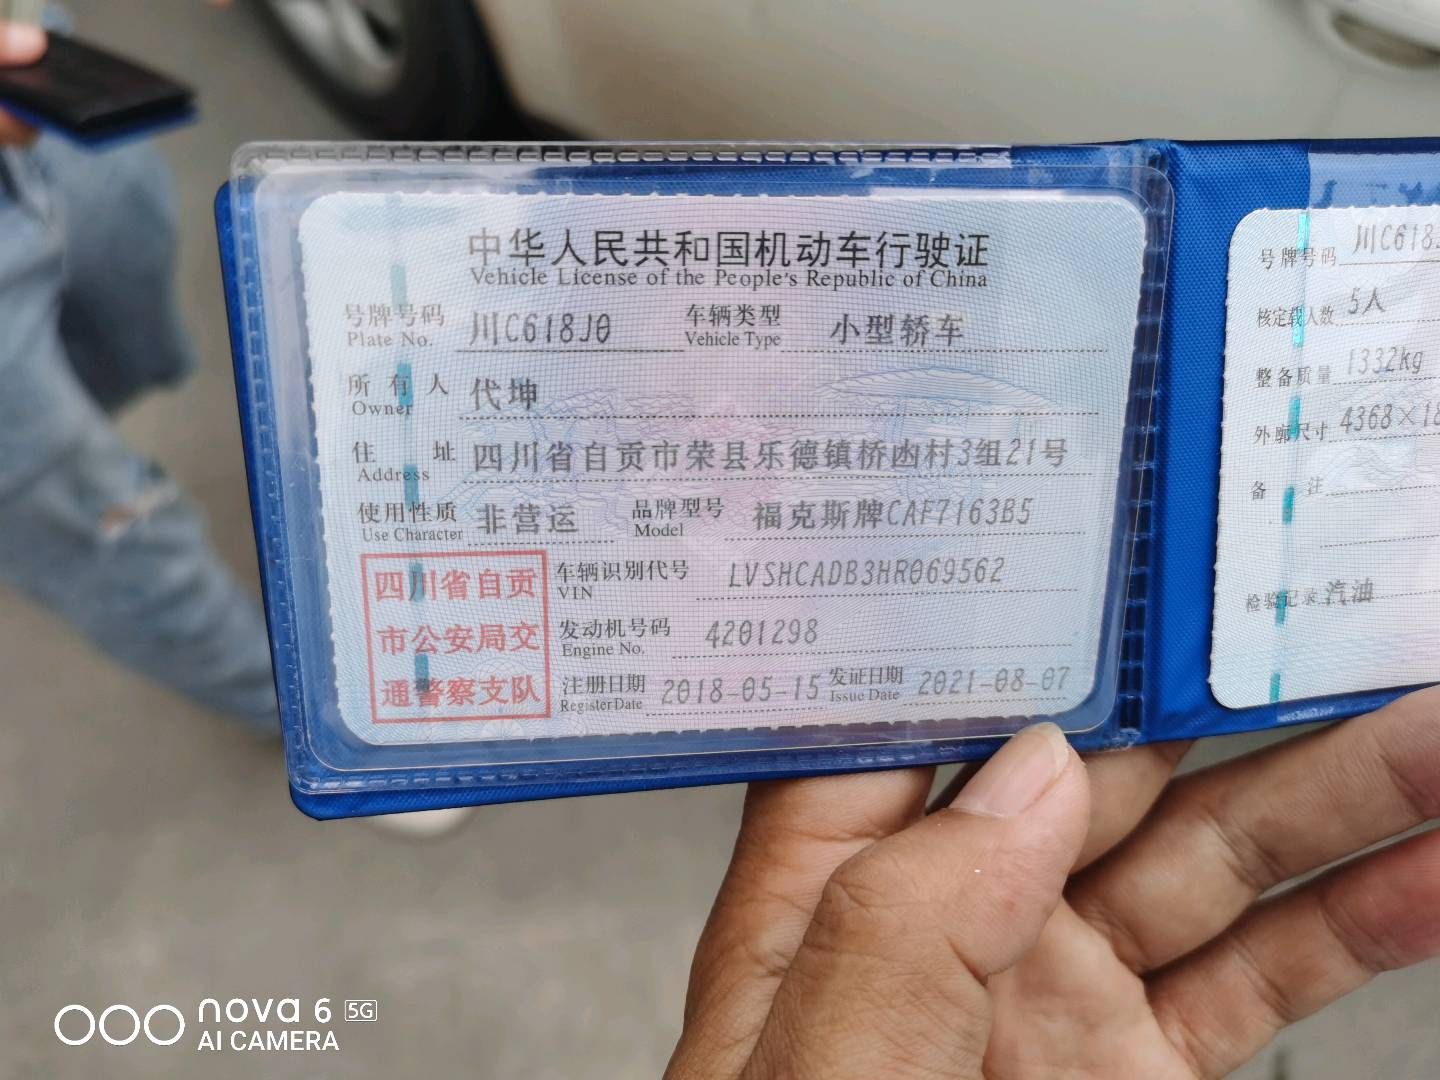 中华人民共和国机动车行驶证
Vehicle License of the People's Republic of China
号牌号码 川C618J0 车辆类型 小型轿车
Plate No. Vehicle Type
所有人 代坤
Owner
住址 四川省自贡市荣县乐德镇桥凼村3组21号
Address
使用性质 非营运 品牌型号 福克斯牌CAF7163B5
Use Character Model
四川省自贡
市公安局交
通警察支队
车辆识别代号 LVSHCADB3HR069562
VIN
发动机号码 4201298
Engine No.
注册日期 2018-05-15 发证日期 2021-08-07
Register Date Issue Date
号牌号码 川C618
核定载人数 5人
整备质量 1332kg
外廓尺寸 4368×18
备注
检验记录 汽油
nova 6 5G
AI CAMERA